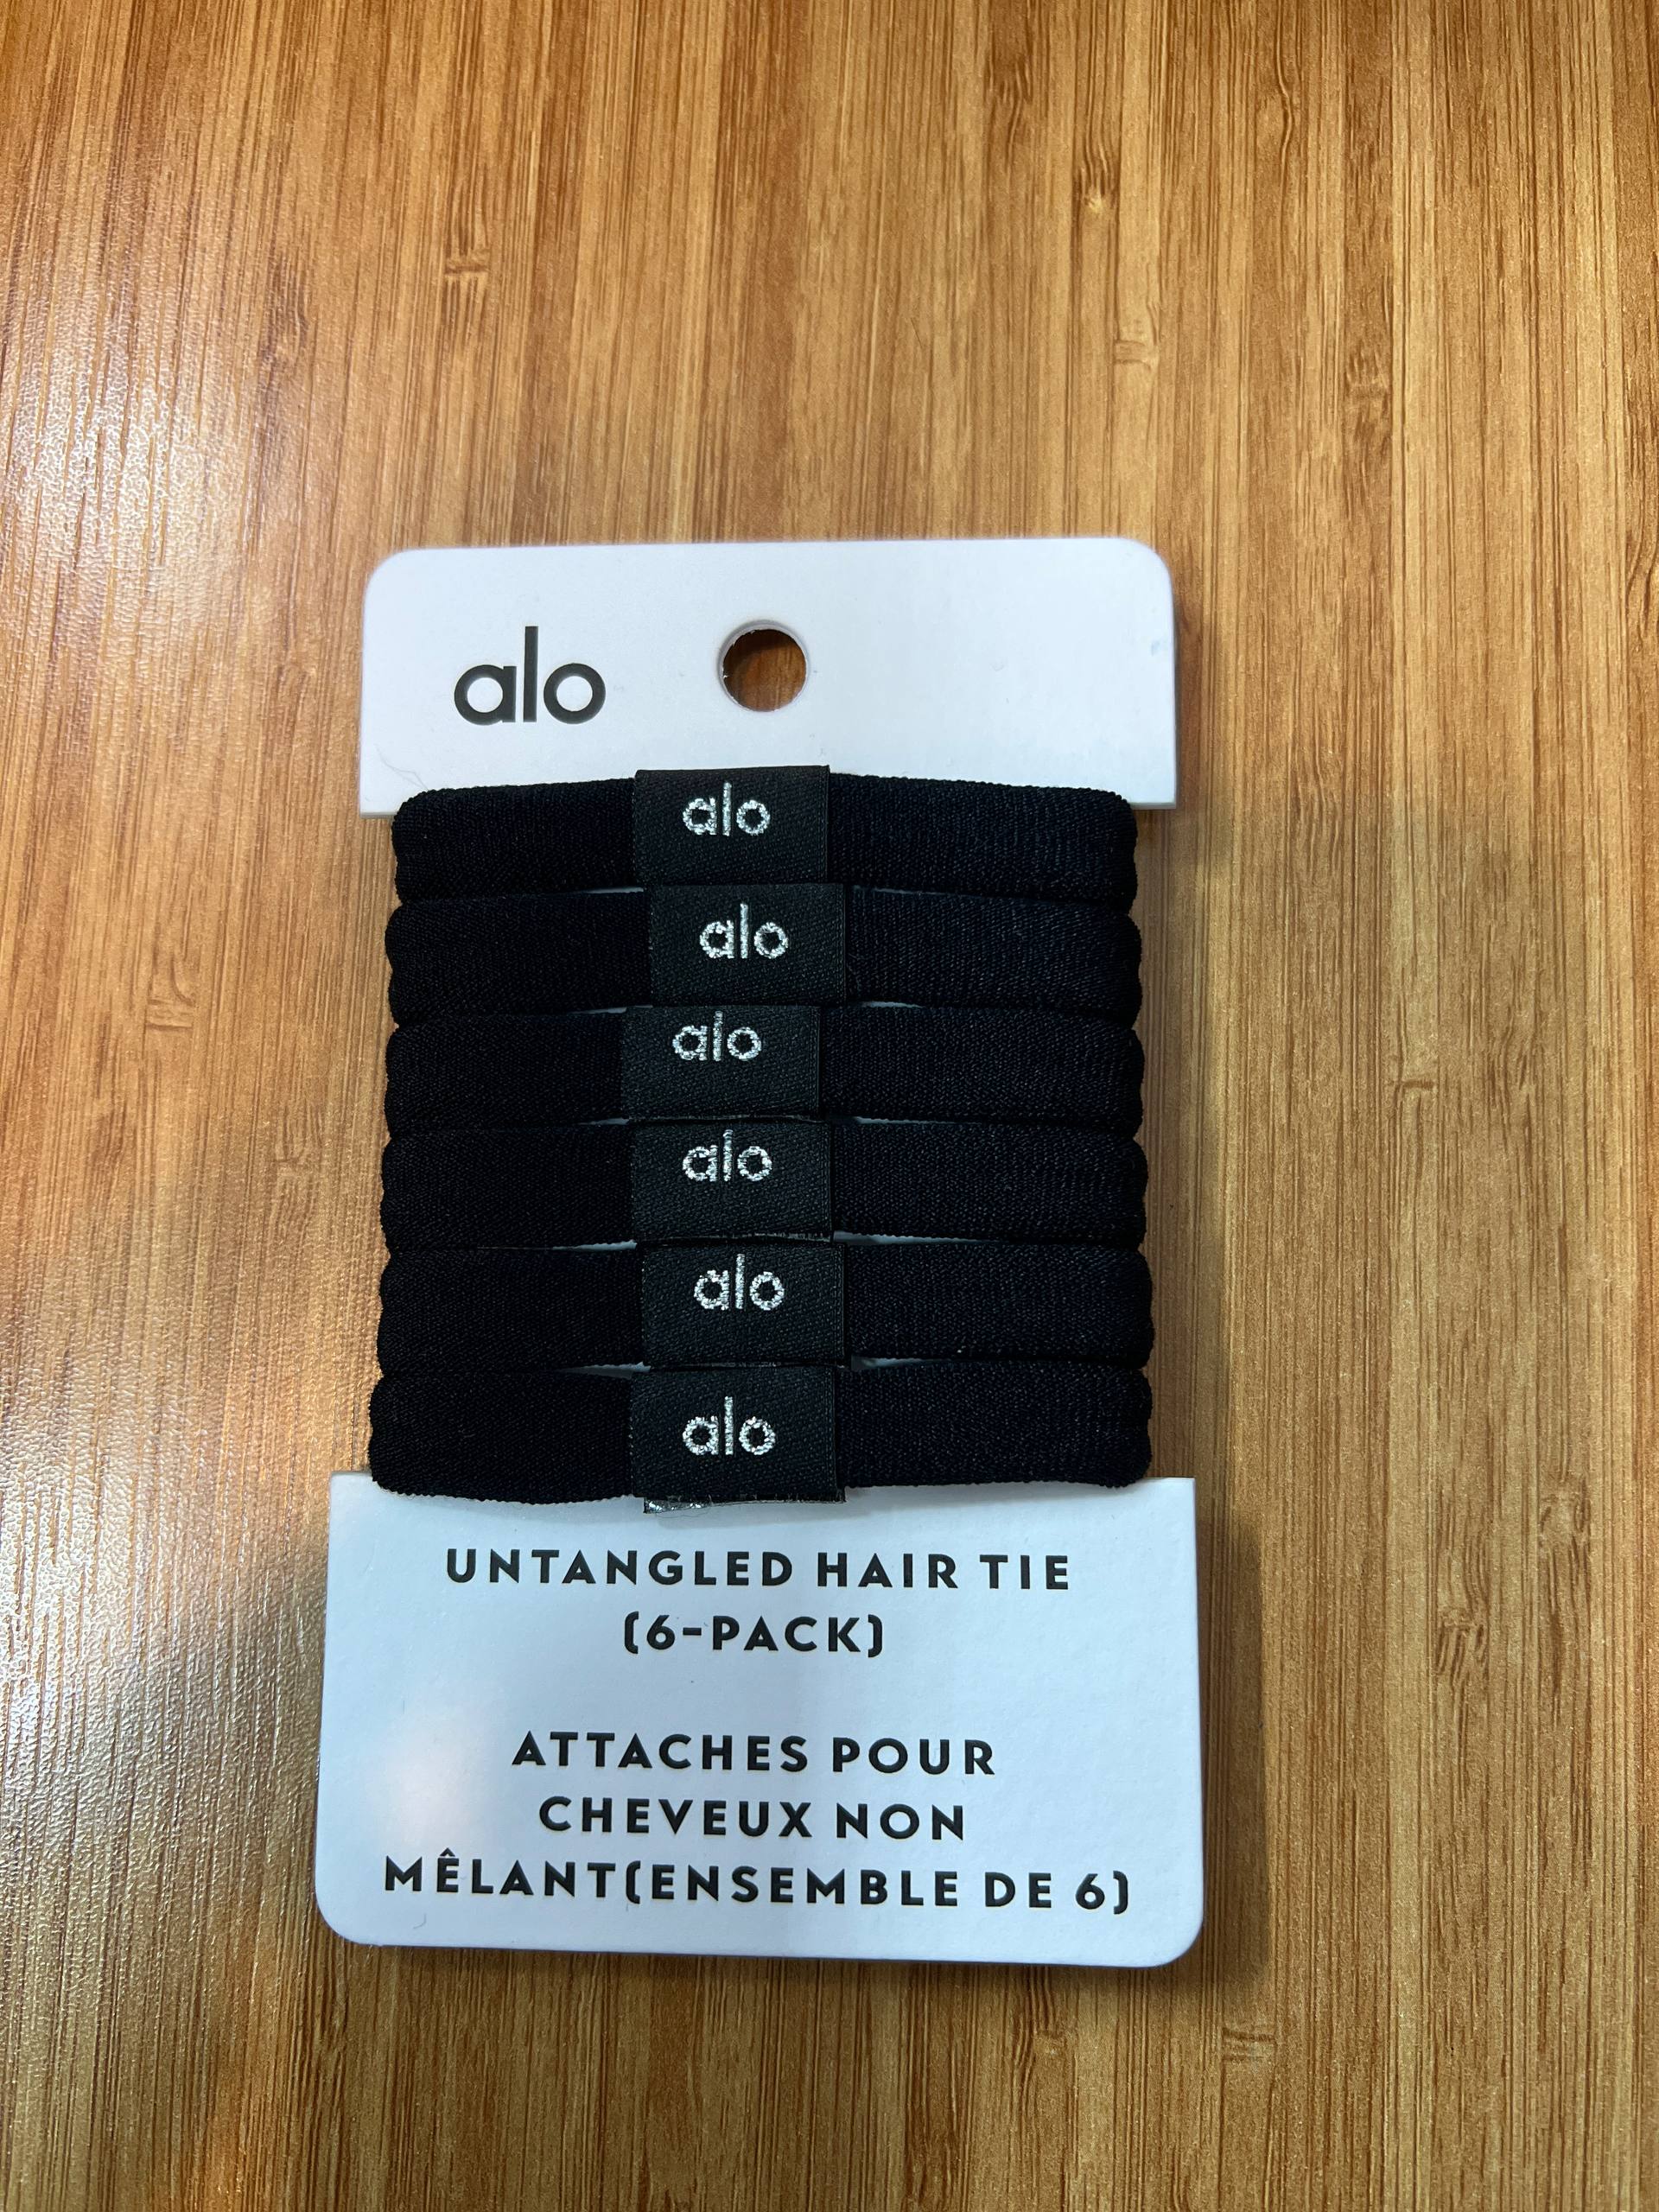 alo
alo
alo
alo
alo
alo
alo
UNTANGLED HAIR TIE
(6-PACK)
ATTACHES POUR
CHEVEUX NON
MÊLANT(ENSEMBLE DE 6)